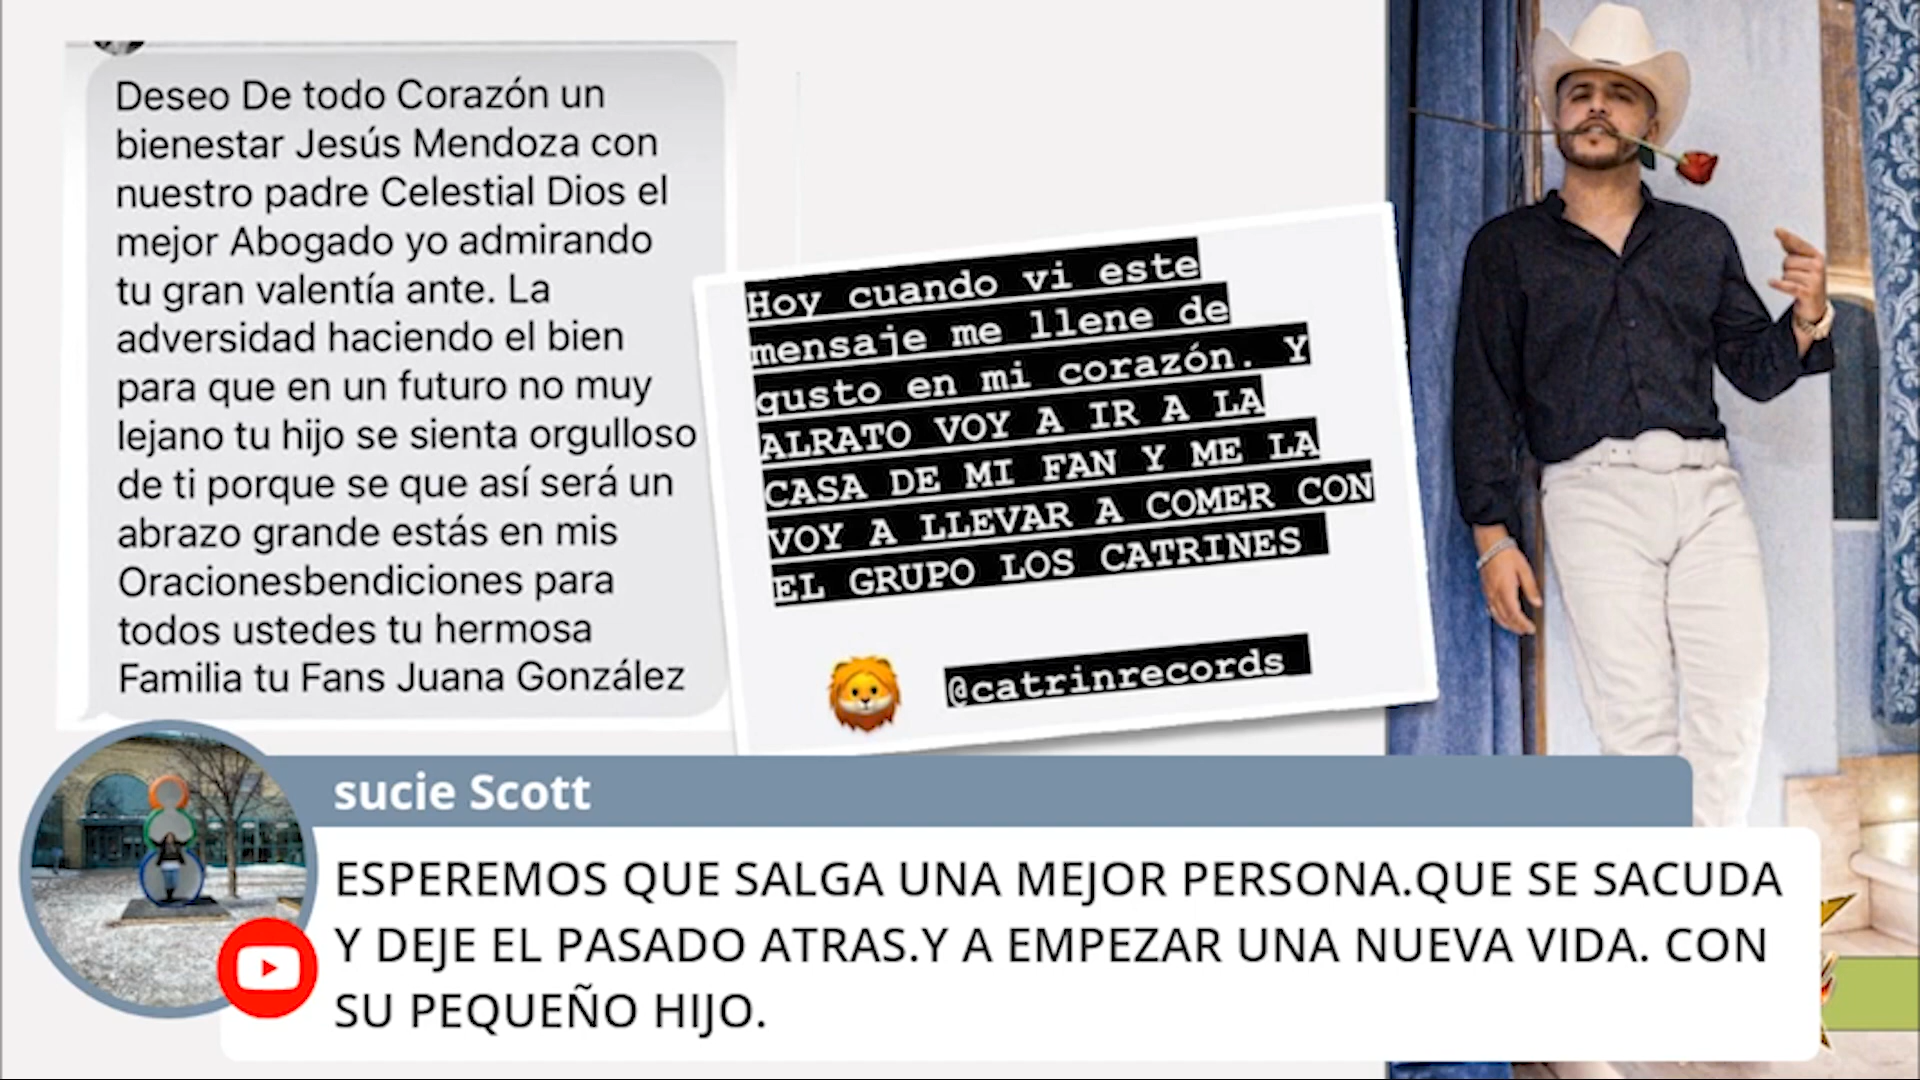 Deseo De todo Corazón un
bienestar Jesús Mendoza con
nuestro padre Celestial Dios el
mejor Abogado yo admirando
tu gran valentía ante. La
adversidad haciendo el bien
para que en un futuro no muy
lejano tu hijo se sienta orgulloso
de ti porque se que así será un
abrazo grande estás en mis
Oracionesbendiciones para
todos ustedes tu hermosa
Familia tu Fans Juana González
Hoy cuando vi este
mensaje me llene de
gusto en mi corazón. Y
ALRATO VOY A IR A LA
CASA DE MI FAN Y ME LA
VOY A LLEVAR A COMER CON
EL GRUPO LOS CATRINES
@catrinrecords
sucie Scott
ESPEREMOS QUE SALGA UNA MEJOR PERSONA.QUE SE SACUDA
Y DEJE EL PASADO ATRAS.Y A EMPEZAR UNA NUEVA VIDA. CON
SU PEQUEÑO HIJO.